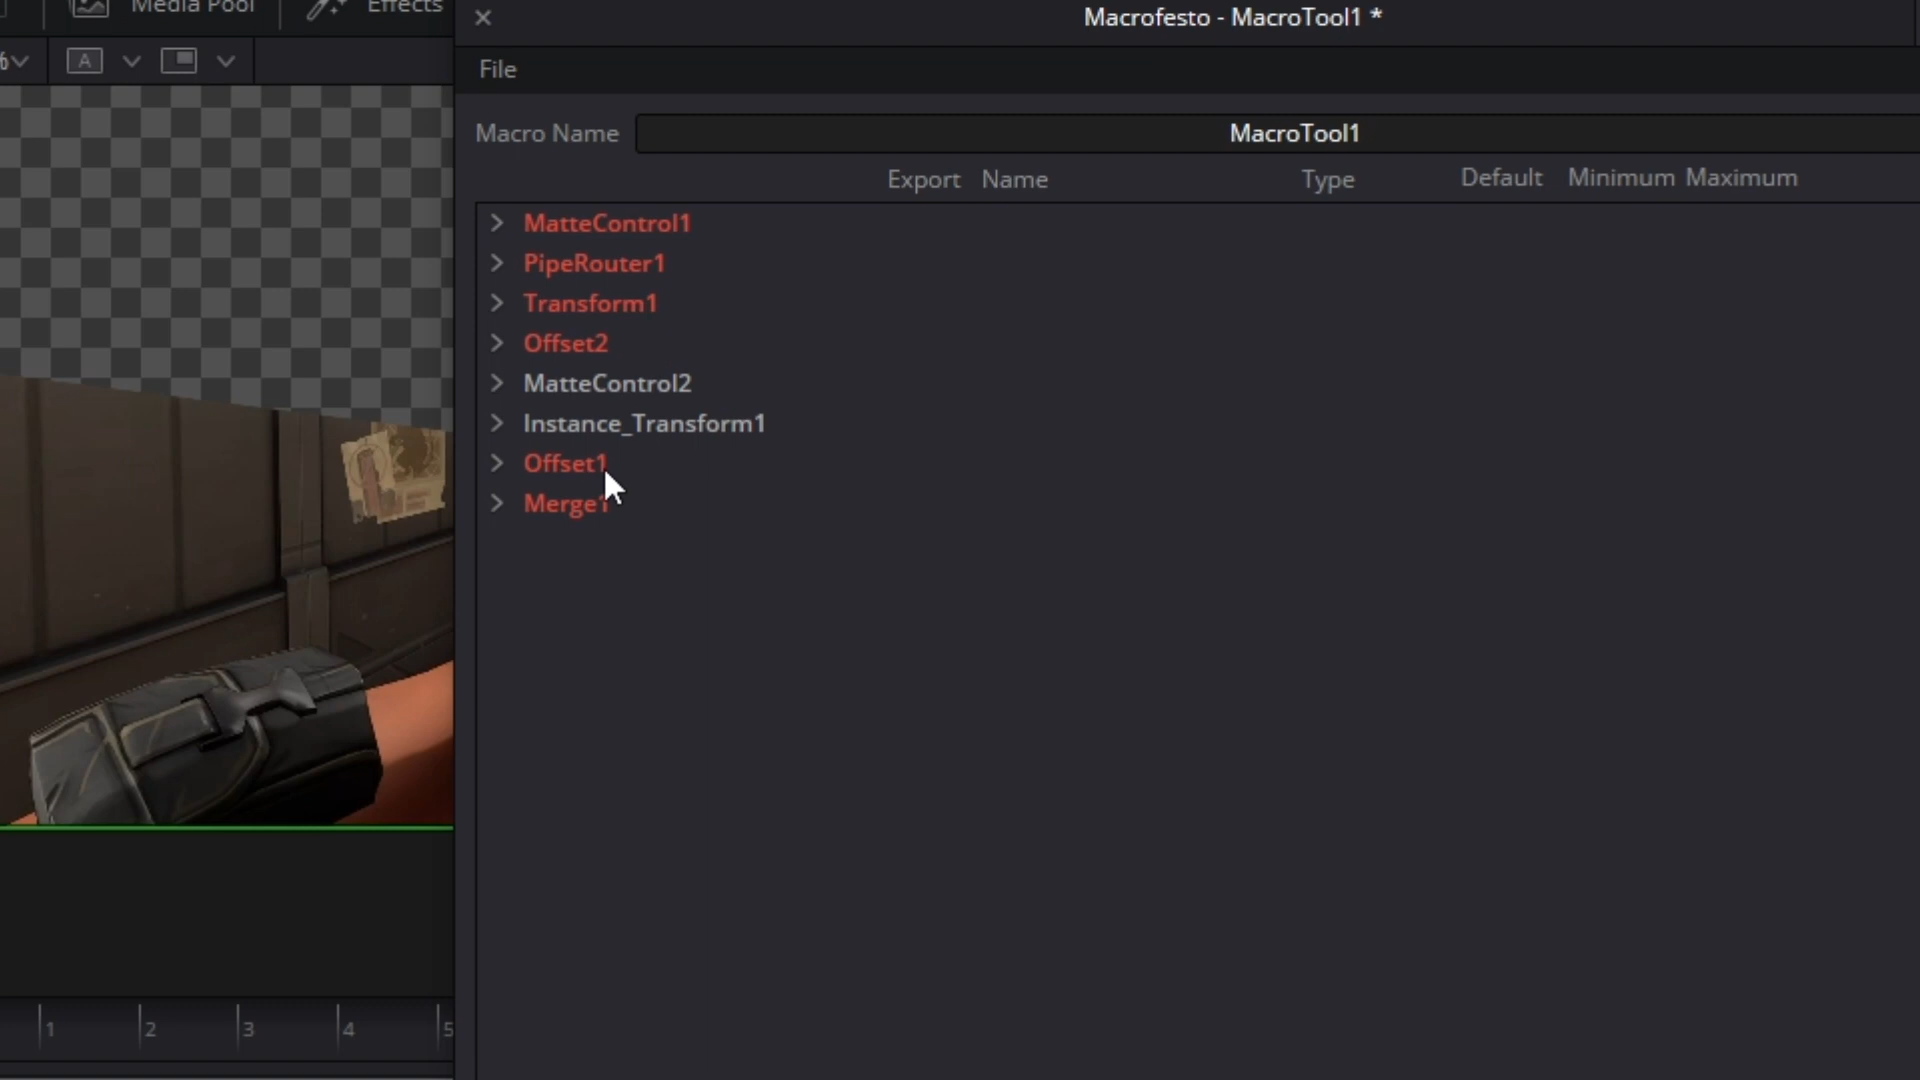 Media Pool
Effects
%
A
Macrofesto - MacroTool1 *
File
Macro Name
MacroTool1
Export Name Type Default Minimum Maximum
MatteControl1
PipeRouter1
Transform1
Offset2
MatteControl2
Instance_Transform1
Offset1
Merge1
1 2 3 4 5